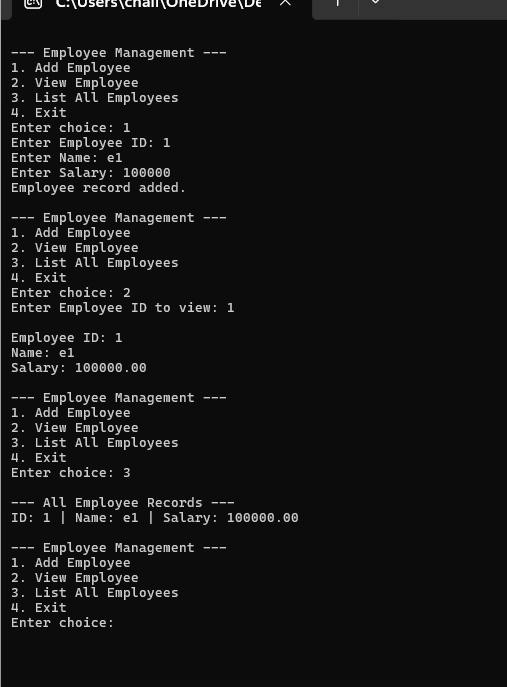 C:\Users\chall\OneDrive\De
--- Employee Management ---
1. Add Employee
2. View Employee
3. List All Employees
4. Exit
Enter choice: 1
Enter Employee ID: 1
Enter Name: e1
Enter Salary: 100000
Employee record added.
--- Employee Management ---
1. Add Employee
2. View Employee
3. List All Employees
4. Exit
Enter choice: 2
Enter Employee ID to view: 1
Employee ID: 1
Name: e1
Salary: 100000.00
--- Employee Management ---
1. Add Employee
2. View Employee
3. List All Employees
4. Exit
Enter choice: 3
--- All Employee Records ---
ID: 1 | Name: e1 | Salary: 100000.00
--- Employee Management ---
1. Add Employee
2. View Employee
3. List All Employees
4. Exit
Enter choice: